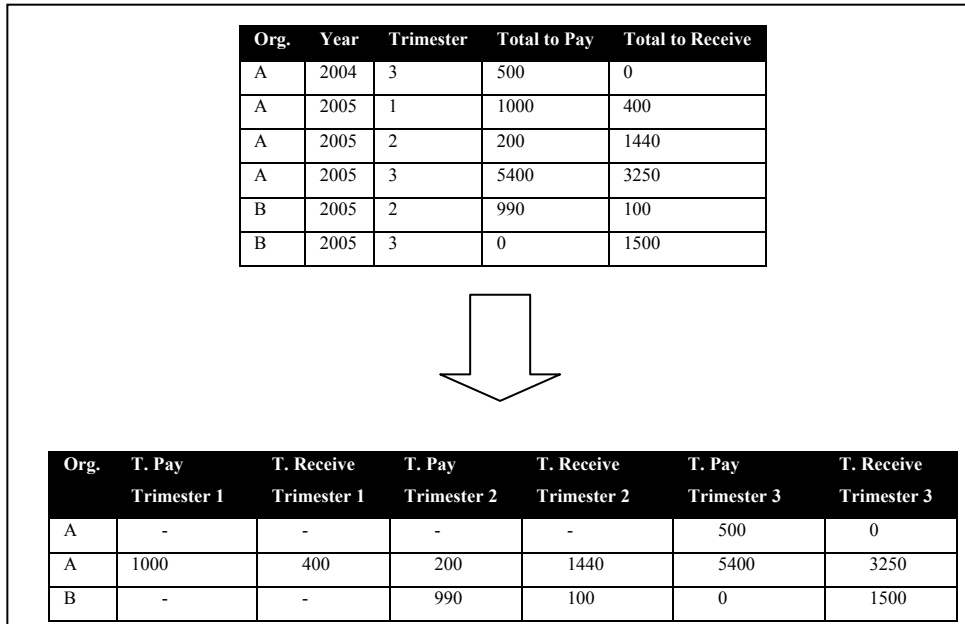 Org. Year Trimester Total to Pay Total to Receive
A 2004 3 500 0
A 2005 1 1000 400
A 2005 2 200 1440
A 2005 3 5400 3250
B 2005 2 990 100
B 2005 3 0 1500
Org. T. Pay T. Receive T. Pay T. Receive T. Pay T. Receive
Trimester 1 Trimester 1 Trimester 2 Trimester 2 Trimester 3 Trimester 3
A - - - - 500 0
A 1000 400 200 1440 5400 3250
B - - 990 100 0 1500